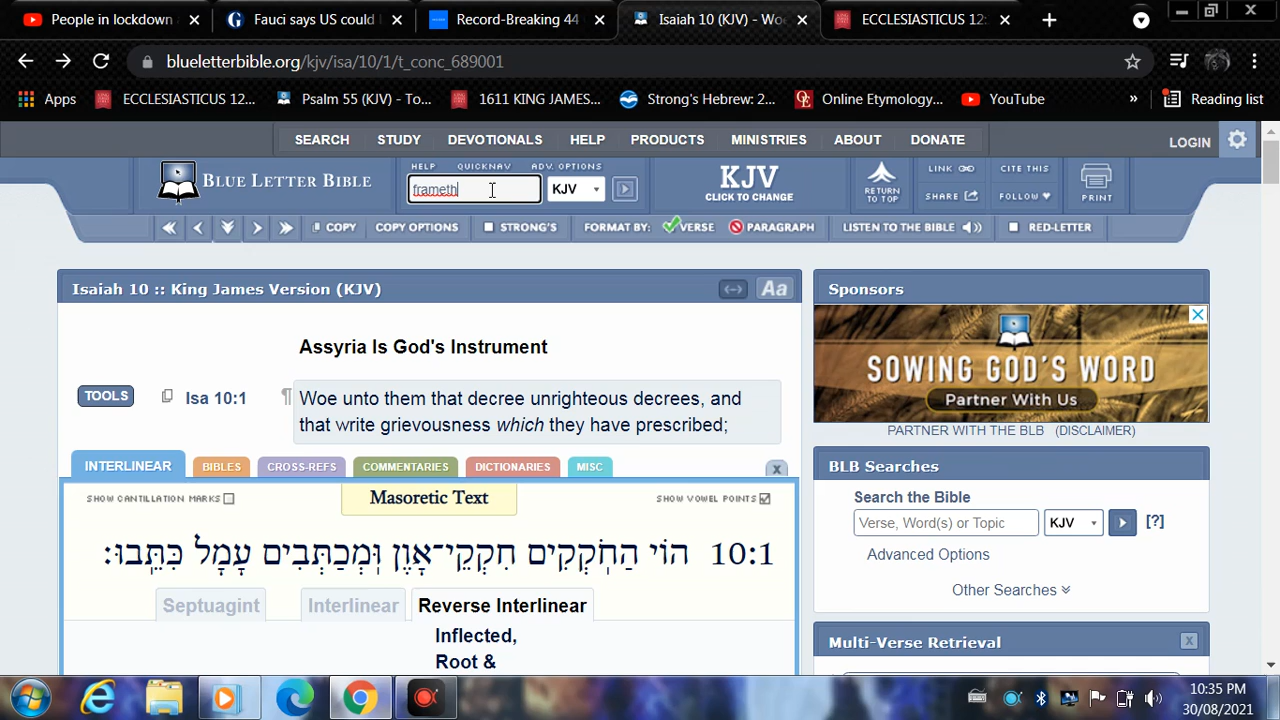 People in lockdown
Fauci says US could l
Record-Breaking 44
Isaiah 10 (KJV) - Wo
ECCLESIASTICUS 12:
blueletterbible.org/kjv/isa/10/1/t_conc_689001
Apps
ECCLESIASTICUS 12...
Psalm 55 (KJV) - To...
1611 KING JAMES...
Strong's Hebrew: 2...
Online Etymology...
YouTube
»
Reading list
SEARCH STUDY DEVOTIONALS HELP PRODUCTS MINISTRIES ABOUT DONATE
LOGIN
HELP QUICKNAV ADV. OPTIONS
BLUE LETTER BIBLE
frameth
KJV
KJV
CLICK TO CHANGE
RETURN
TO TOP
LINK
CITE THIS
SHARE
FOLLOW
PRINT
COPY
COPY OPTIONS
STRONG'S
FORMAT BY: VERSE PARAGRAPH
LISTEN TO THE BIBLE
RED-LETTER
Isaiah 10 :: King James Version (KJV)
Aa
Assyria Is God's Instrument
TOOLS
Isa 10:1
¶
Woe unto them that decree unrighteous decrees, and
that write grievousness which they have prescribed;
INTERLINEAR BIBLES CROSS-REFS COMMENTARIES DICTIONARIES MISC
X
SHOW CANTILLATION MARKS
Masoretic Text
SHOW VOWEL POINTS
10:1 הוֹי הַחֹקְקִים חִקְקֵי־אָוֶן וּמְכַתְּבִים עָמָל כִּתֵּבוּ׃
Septuagint
Interlinear
Reverse Interlinear
Inflected,
Root &
Sponsors
SOWING GOD'S WORD
Partner With Us
PARTNER WITH THE BLB (DISCLAIMER)
BLB Searches
Search the Bible
Verse, Word(s) or Topic
KJV
[?]
Advanced Options
Other Searches
Multi-Verse Retrieval
X
10:35 PM
30/08/2021